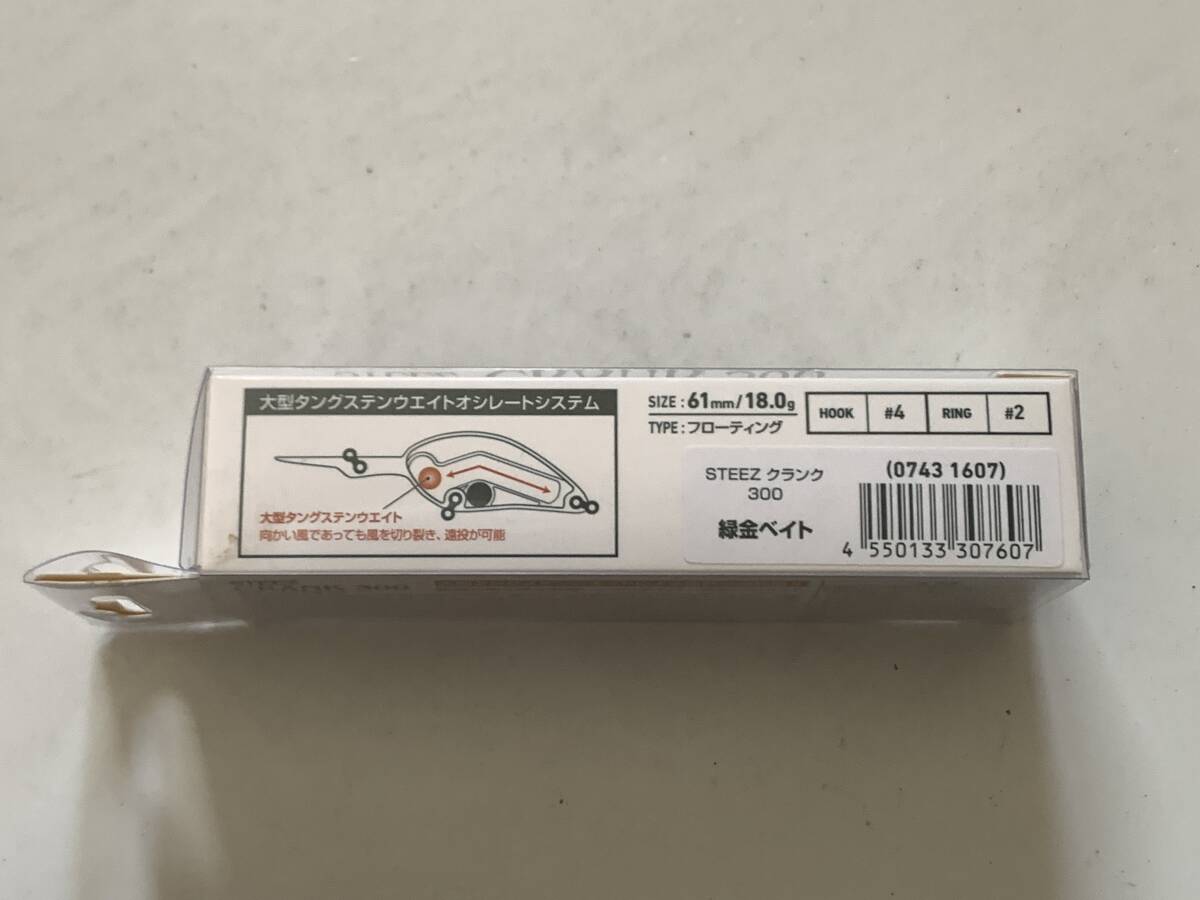 大型タングステンウエイトオシレートシステム
大型タングステンウエイト
向かい風であっても風を切り裂き、遠投が可能
SIZE : 61mm/18.0g
TYPE : フローティング
HOOK #4 RING #2
STEEZ クランク
300
緑金ベイト
(0743 1607)
4 550133 307607
CRANK 300